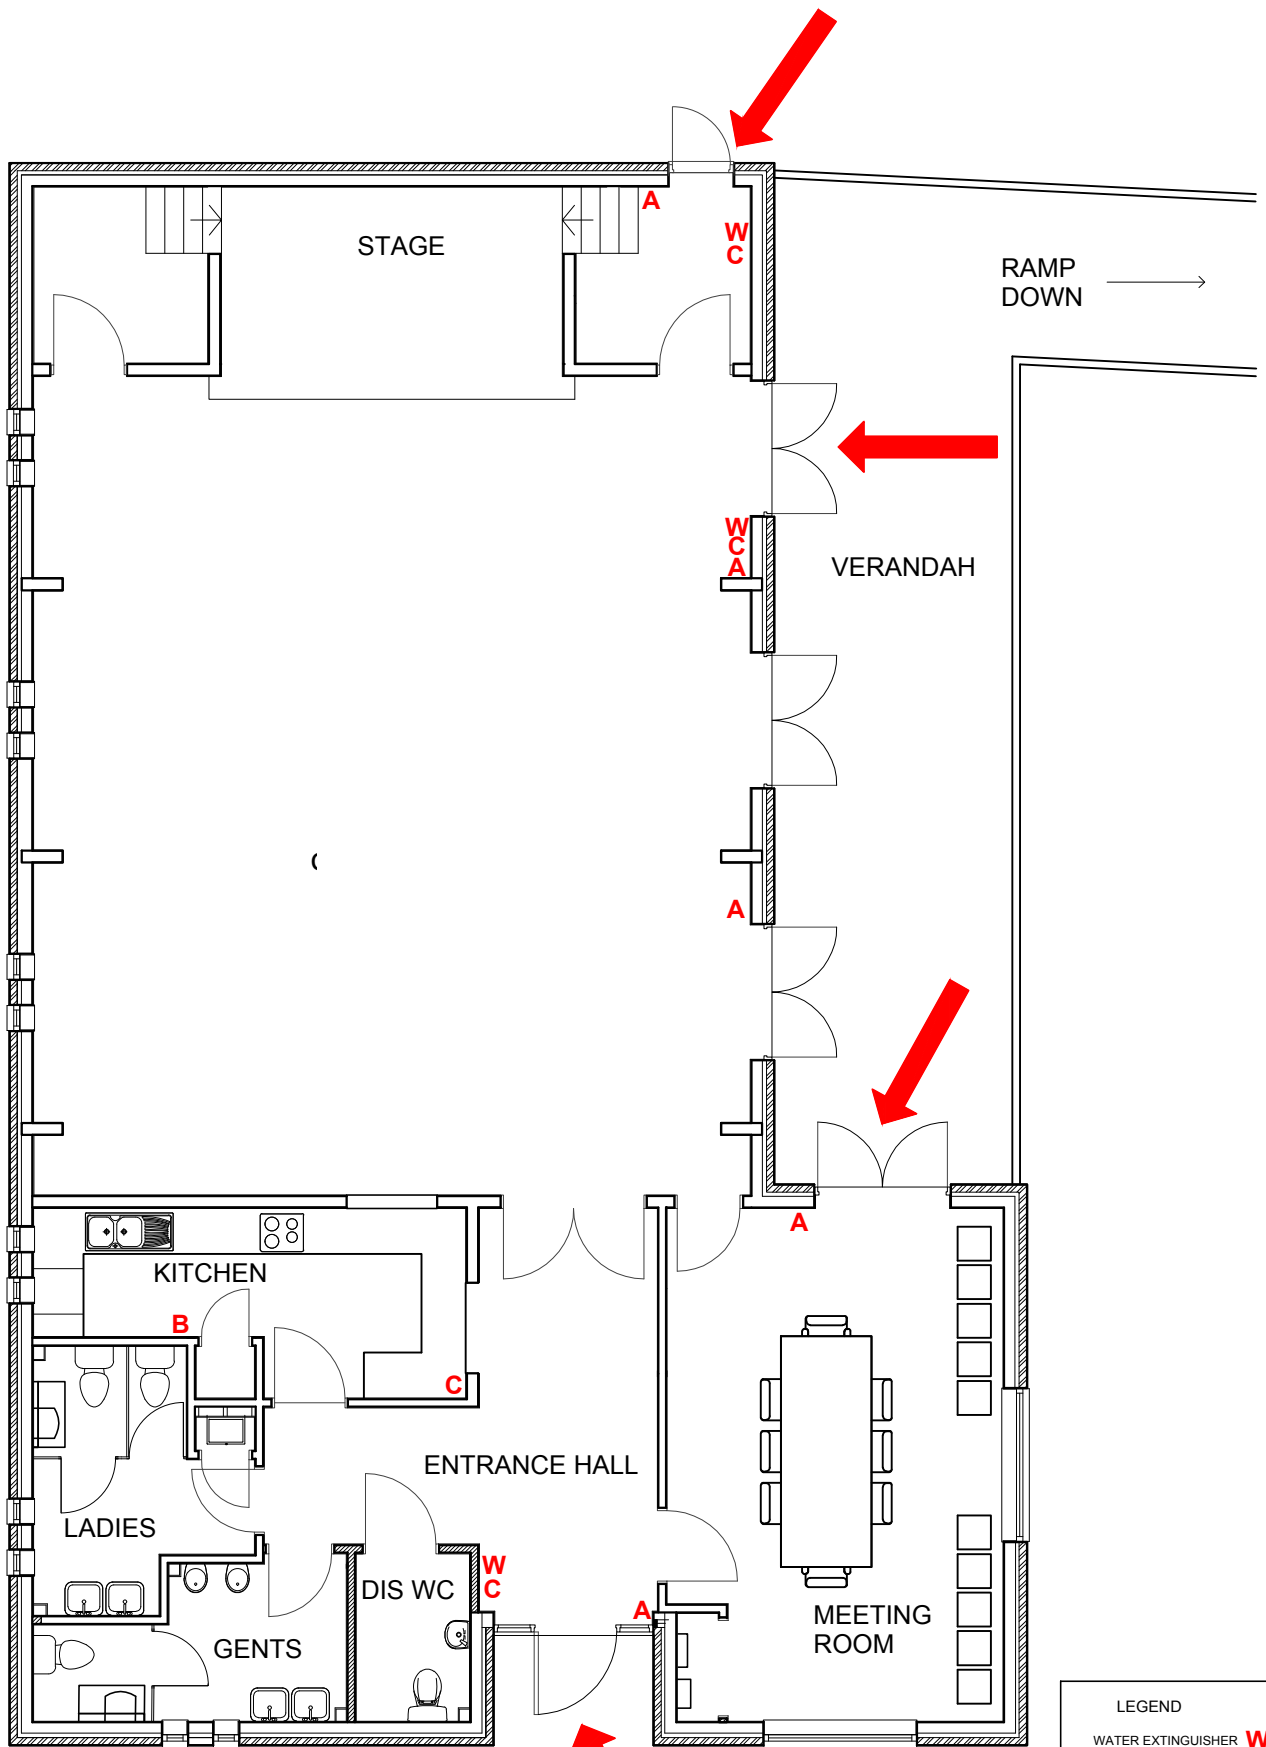 A
W
C
STAGE
RAMP
DOWN
W
C
A
VERANDAH
A
A
KITCHEN
B
C
ENTRANCE HALL
LADIES
W
C
DIS WC
A
MEETING
ROOM
GENTS
LEGEND
WATER EXTINGUISHER W